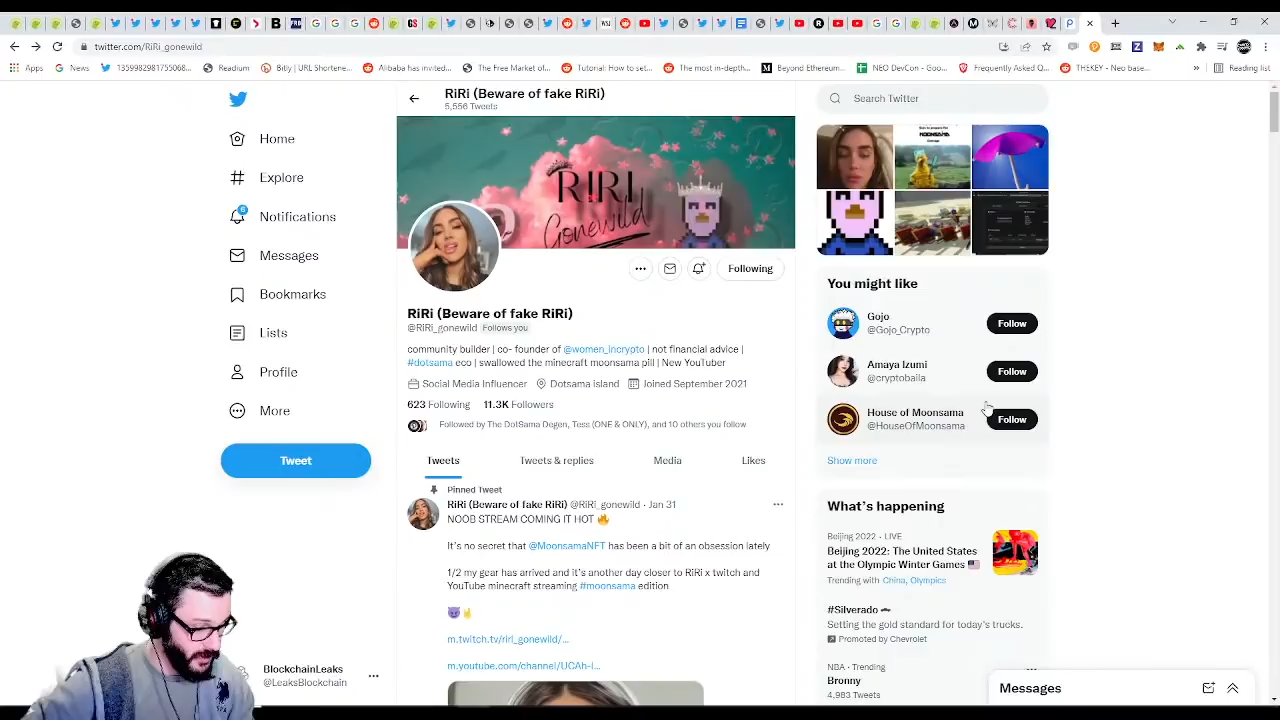 twitter.com/RiRi_gonewild
Apps
News
1359982981755068...
Readium
Bitly | URL Shortene...
Alibaba has invited...
The Free Market of...
Tutorial: How to set...
The most in-depth...
Beyond Ethereum...
NEO DevCon - Goo...
Frequently Asked Q...
THEKEY - Neo base...
»
Reading list
Home
Explore
6
Notifications
Messages
Bookmarks
Lists
Profile
More
Tweet
BlockchainLeaks
@LeaksBlockchain
RiRi (Beware of fake RiRi)
5,556 Tweets
RIRI
GoneWild
Following
RiRi (Beware of fake RiRi)
@RiRi_gonewild Follows you
community builder | co- founder of @women_incrypto | not financial advice |
#dotsama eco | swallowed the minecraft moonsama pill | New YouTuber
Social Media Influencer Dotsama island Joined September 2021
623 Following 11.3K Followers
Followed by The DotSama Degen, Tess (ONE & ONLY), and 10 others you follow
Tweets Tweets & replies Media Likes
Pinned Tweet
RiRi (Beware of fake RiRi) @RiRi_gonewild · Jan 31
NOOB STREAM COMING IT HOT 🔥
It's no secret that @MoonsamaNFT has been a bit of an obsession lately
1/2 my gear has arrived and it's another day closer to RiRi x twitch and
YouTube minecraft streaming #moonsama edition
😈🤘
m.twitch.tv/riri_gonewild/...
m.youtube.com/channel/UCAh-i...
Search Twitter
MOONSAMA
You might like
Gojo
@Gojo_Crypto
Follow
Amaya Izumi
@cryptobaila
Follow
House of Moonsama
@HouseOfMoonsama
Follow
Show more
What's happening
Beijing 2022 · LIVE
Beijing 2022: The United States
at the Olympic Winter Games 🇺🇸
Trending with China, Olympics
#Silverado
Setting the gold standard for today's trucks.
Promoted by Chevrolet
NBA · Trending
Bronny
4,983 Tweets
Messages